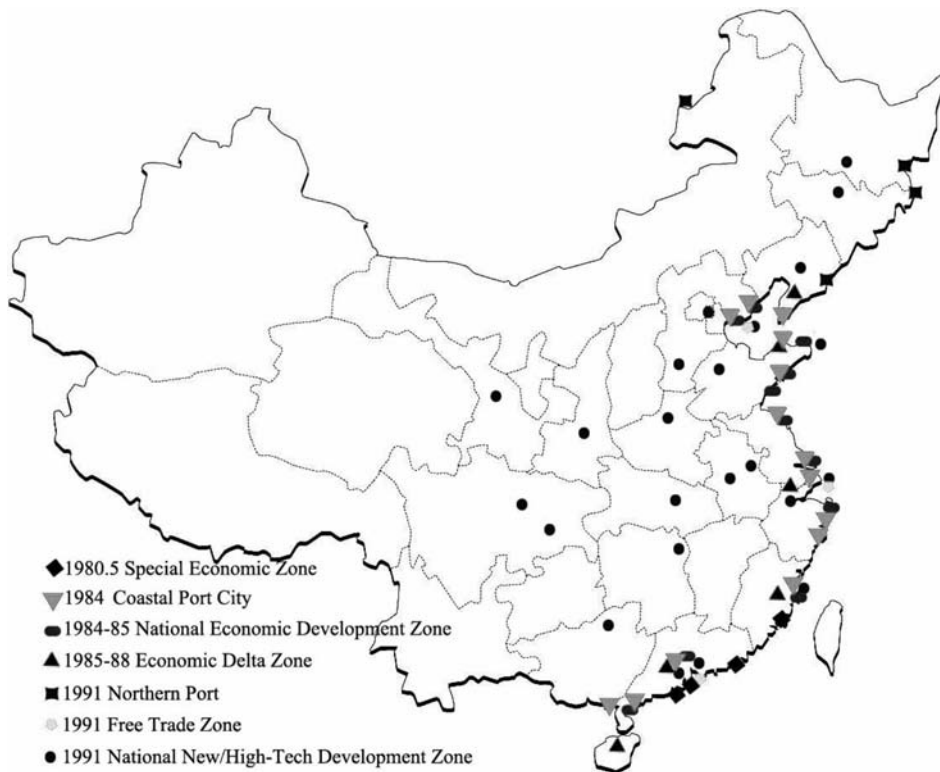 1980.5 Special Economic Zone
1984 Coastal Port City
1984-85 National Economic Development Zone
1985-88 Economic Delta Zone
1991 Northern Port
1991 Free Trade Zone
1991 National New/High-Tech Development Zone